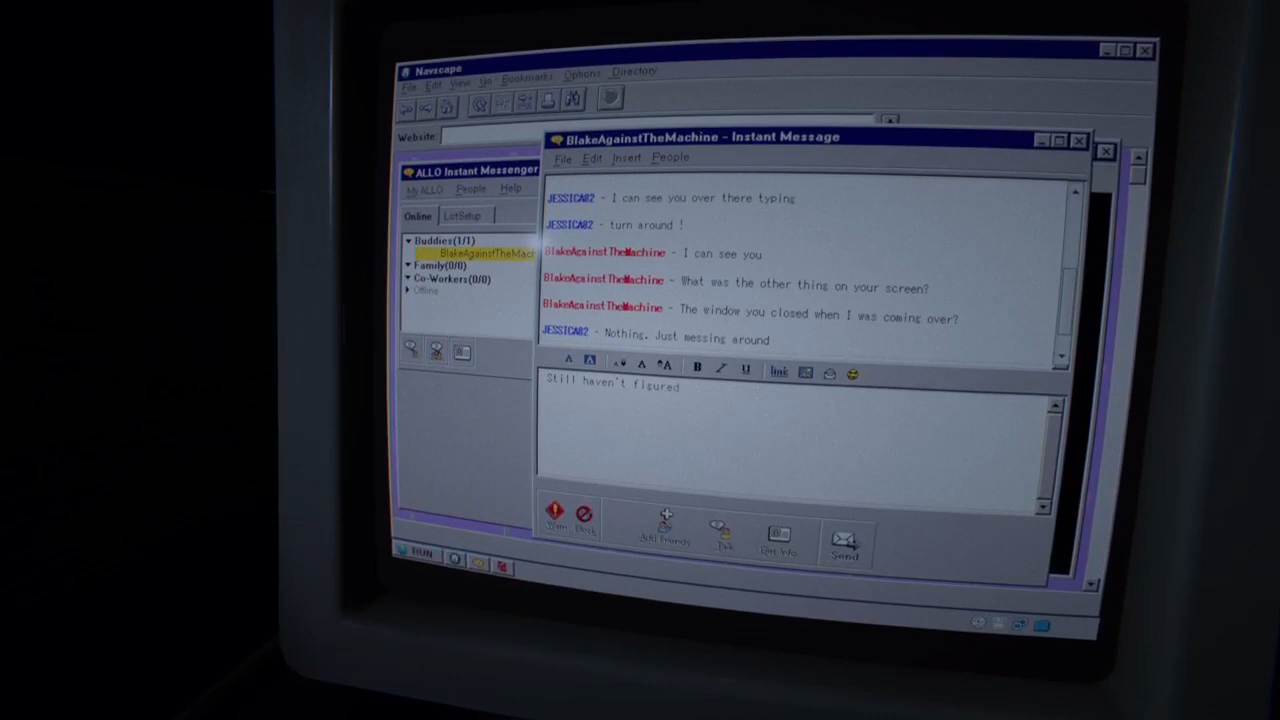 Navscape
File Edit View Go Bookmarks Options Directory
Website:
BlakeAgainstTheMachine - Instant Message
File Edit Insert People
ALLO Instant Messenger
My ALLO People Help
Online List Setup
Buddies(1/1)
BlakeAgainstTheMach
Family(0/0)
Co-Workers(0/0)
Offline
JESSICA82 - I can see you over there typing
JESSICA82 - turn around !
BlakeAgainstTheMachine - I can see you
BlakeAgainstTheMachine - What was the other thing on your screen?
BlakeAgainstTheMachine - The window you closed when I was coming over?
JESSICA82 - Nothing. Just messing around
A A A A A B I U link
Still haven't figured
Warn Block Add Friends Talk Get Info Send
RUN